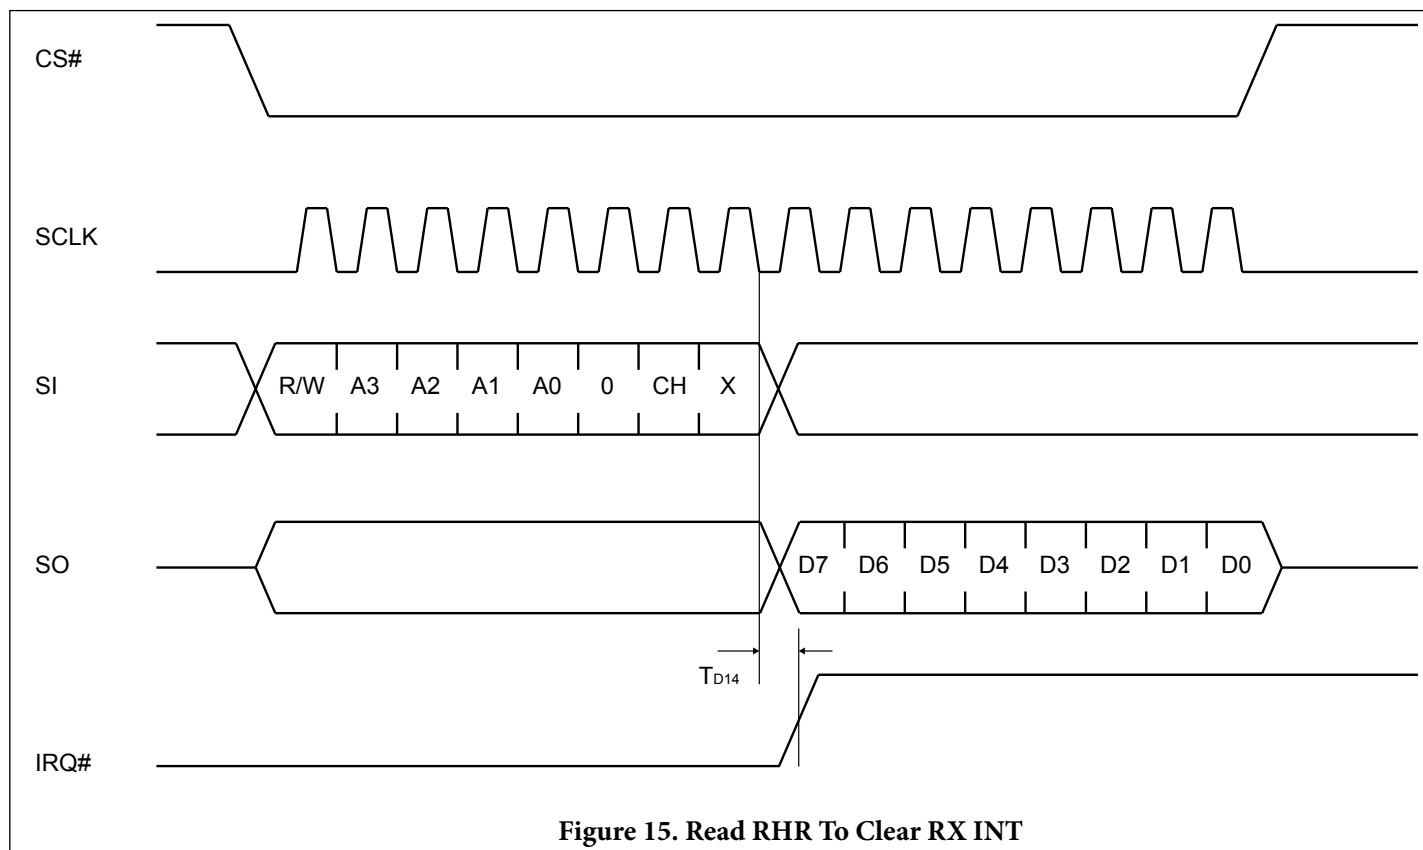 CS#
SCLK
SI R/W A3 A2 A1 A0 0 CH X
SO D7 D6 D5 D4 D3 D2 D1 D0
TD14
IRQ#
Figure 15. Read RHR To Clear RX INT